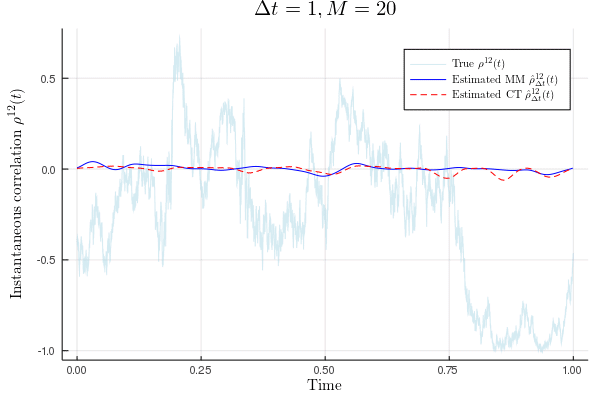 Δt = 1, M = 20
True ρ¹²(t)
Estimated MM ρ̂¹²_Δt(t)
Estimated CT ρ̂¹²_Δt(t)
Instantaneous correlation ρ¹²(t)
0.5
0.0
-0.5
-1.0
0.00 0.25 0.50 0.75 1.00
Time